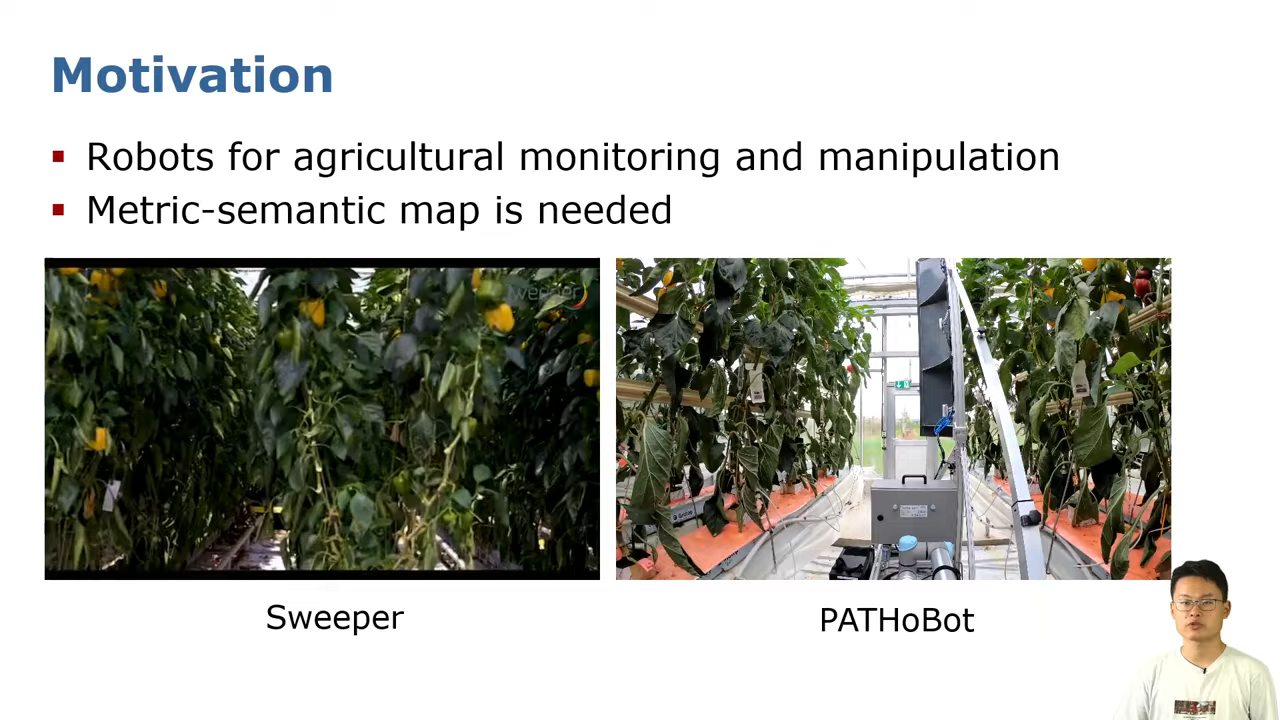 Motivation
Robots for agricultural monitoring and manipulation
Metric-semantic map is needed
Sweeper
PATHoBot